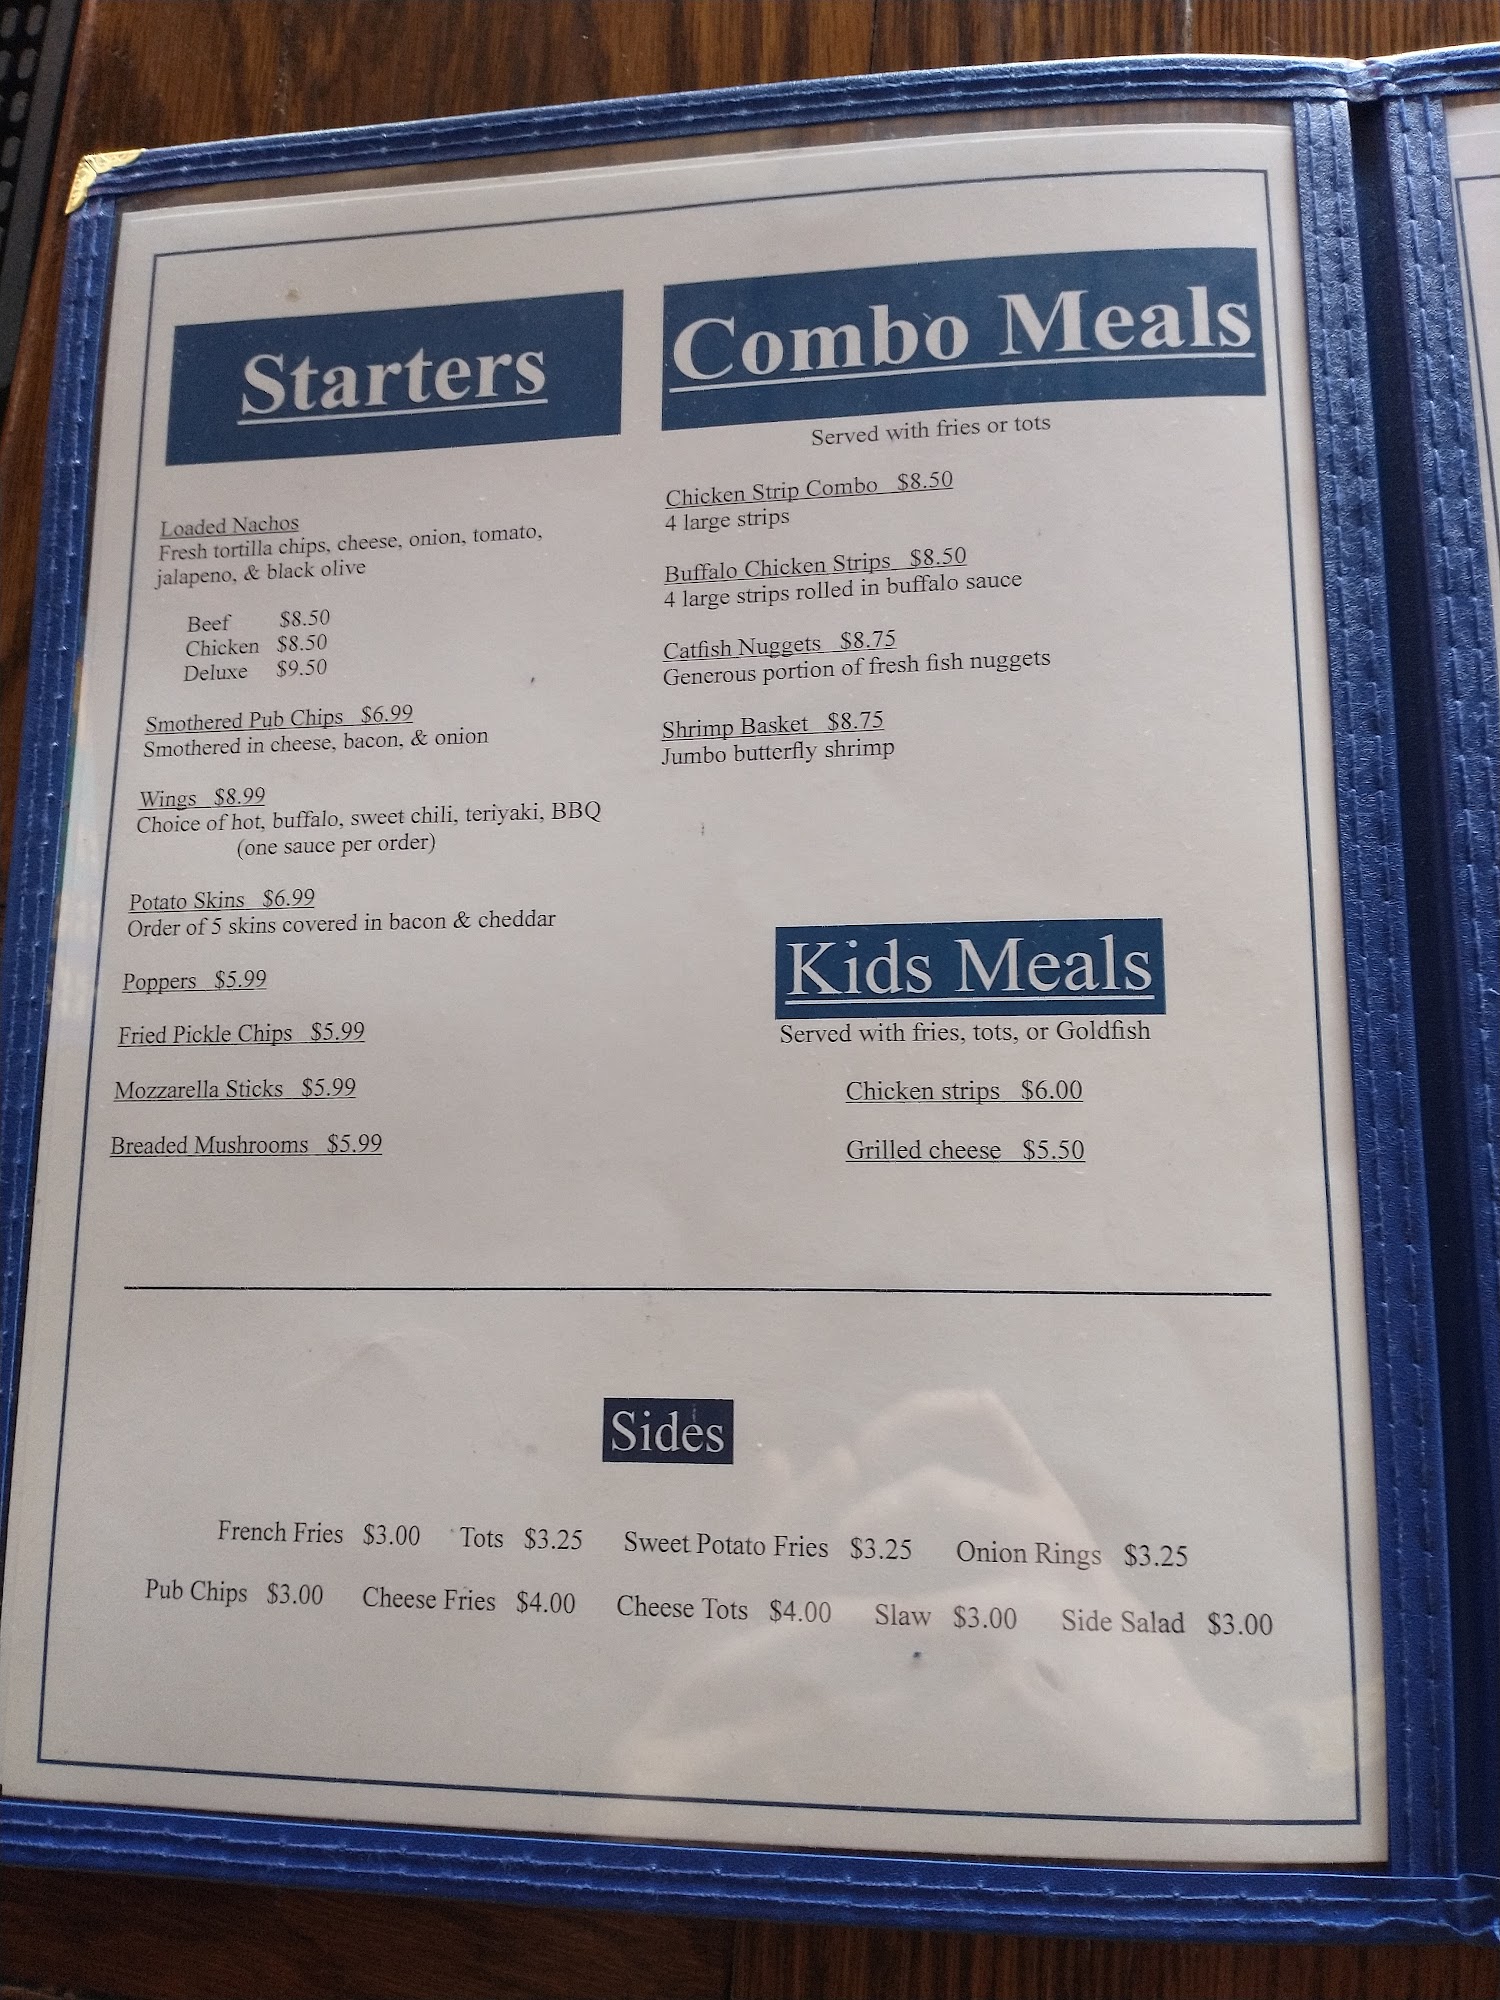 Starters
Loaded Nachos
Fresh tortilla chips, cheese, onion, tomato,
jalapeno, & black olive
Beef $8.50
Chicken $8.50
Deluxe $9.50
Smothered Pub Chips $6.99
Smothered in cheese, bacon, & onion
Wings $8.99
Choice of hot, buffalo, sweet chili, teriyaki, BBQ
(one sauce per order)
Potato Skins $6.99
Order of 5 skins covered in bacon & cheddar
Poppers $5.99
Fried Pickle Chips $5.99
Mozzarella Sticks $5.99
Breaded Mushrooms $5.99
Combo Meals
Served with fries or tots
Chicken Strip Combo $8.50
4 large strips
Buffalo Chicken Strips $8.50
4 large strips rolled in buffalo sauce
Catfish Nuggets $8.75
Generous portion of fresh fish nuggets
Shrimp Basket $8.75
Jumbo butterfly shrimp
Kids Meals
Served with fries, tots, or Goldfish
Chicken strips $6.00
Grilled cheese $5.50
Sides
French Fries $3.00 Tots $3.25 Sweet Potato Fries $3.25 Onion Rings $3.25
Pub Chips $3.00 Cheese Fries $4.00 Cheese Tots $4.00 Slaw $3.00 Side Salad $3.00